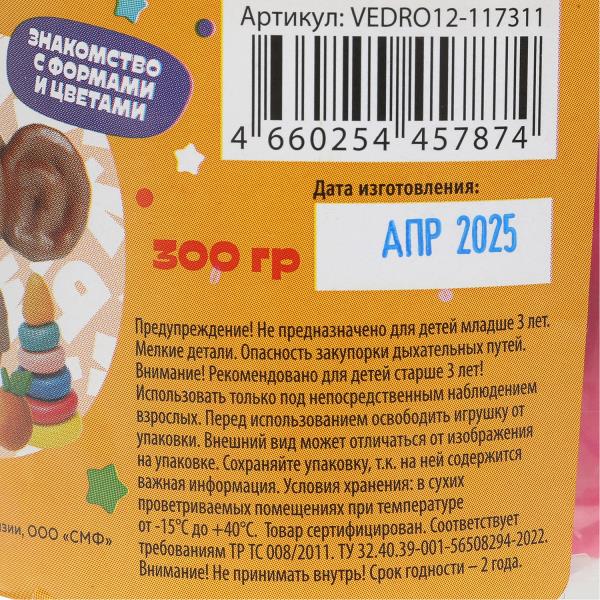 Артикул: VEDRO12-117311
ЗНАКОМСТВО
С ФОРМАМИ
И ЦВЕТАМИ
4 660254 457874
Дата изготовления:
АПР 2025
300 гр
Предупреждение! Не предназначено для детей младше 3 лет.
Мелкие детали. Опасность закупорки дыхательных путей.
Внимание! Рекомендовано для детей старше 3 лет!
Использовать только под непосредственным наблюдением
взрослых. Перед использованием освободить игрушку от
упаковки. Внешний вид может отличаться от изображения
на упаковке. Сохраняйте упаковку, т.к. на ней содержится
важная информация. Условия хранения: в сухих
проветриваемых помещениях при температуре
от -15°С до +40°С. Товар сертифицирован. Соответствует
требованиям ТР ТС 008/2011. ТУ 32.40.39-001-56508294-2022.
Внимание! Не принимать внутрь! Срок годности – 2 года.
ООО «СМФ»